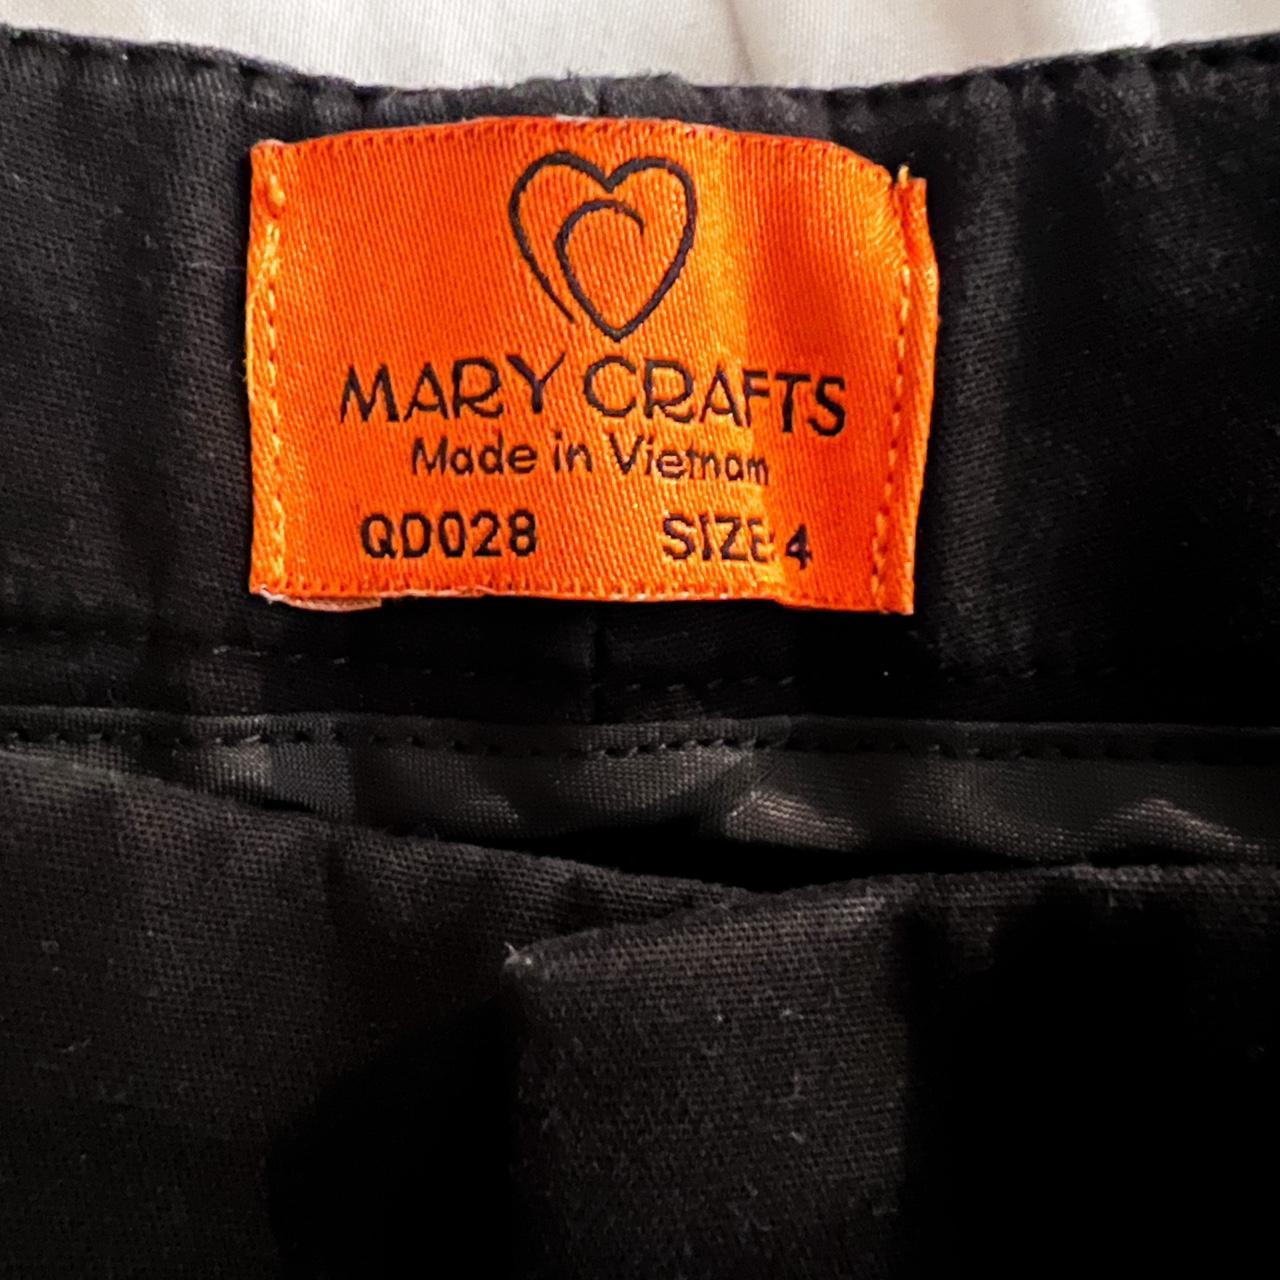 MARY CRAFTS
Made in Vietnam
QD028 SIZE 4